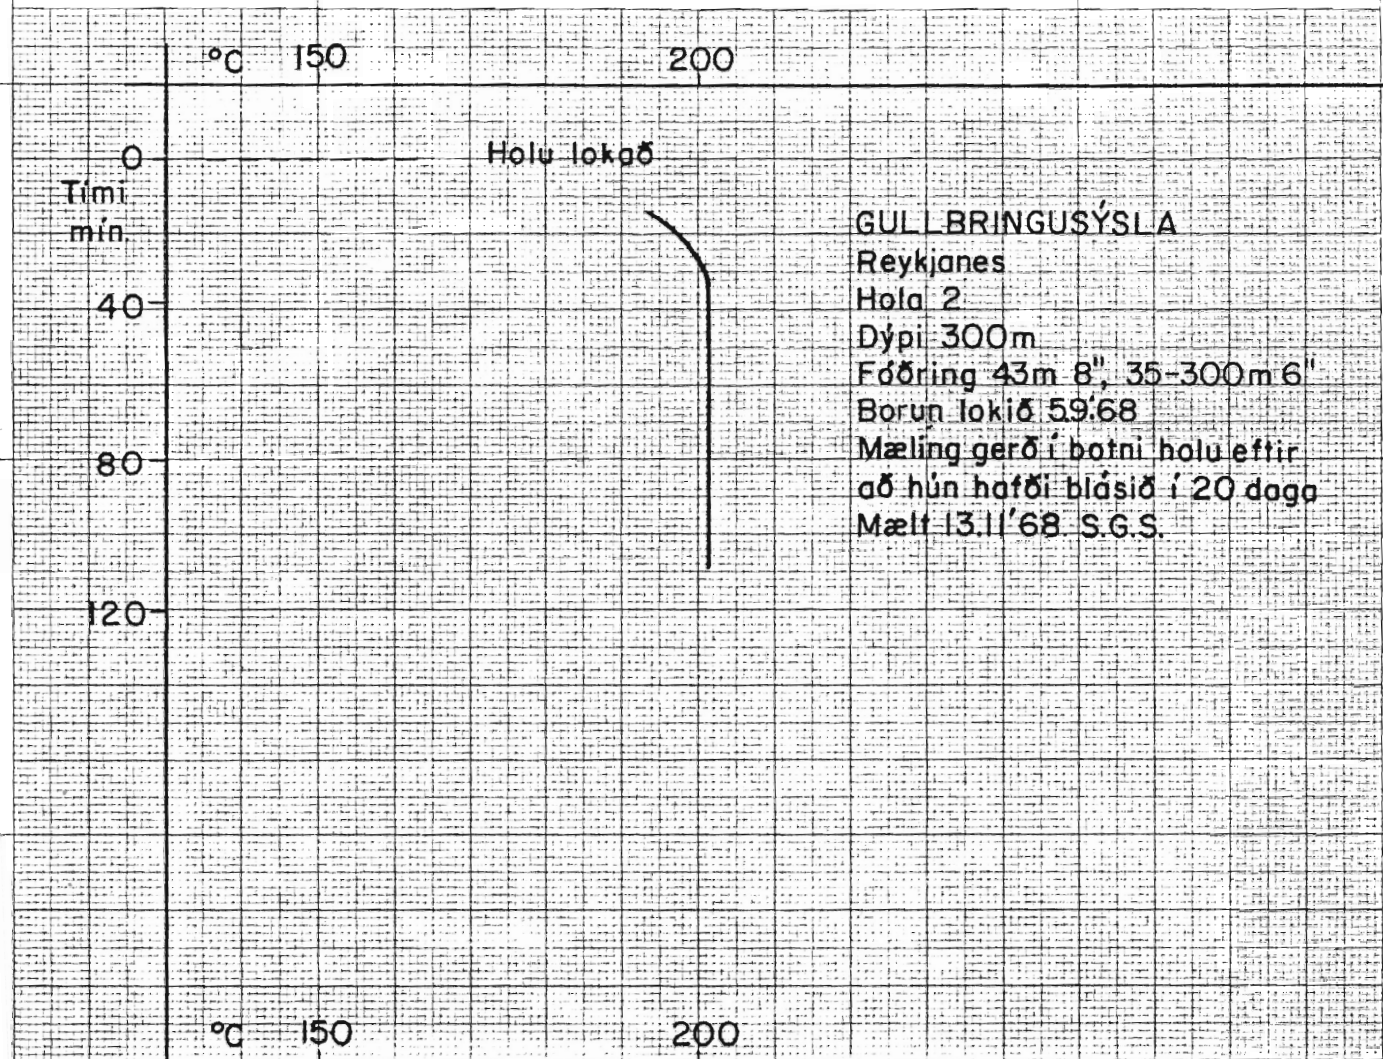 °C 150 200
0 Holu lokað
Tími
mín.
40
80
120
GULLBRINGUSÝSLA
Reykjanes
Hola 2
Dýpi 300m
Fóðring 43m 8", 35-300m 6"
Borun lokið 5.9.'68
Mæling gerð í botni holu eftir
að hún hafði blásið í 20 daga
Mælt 13.11'68. S.G.S.
°C 150 200